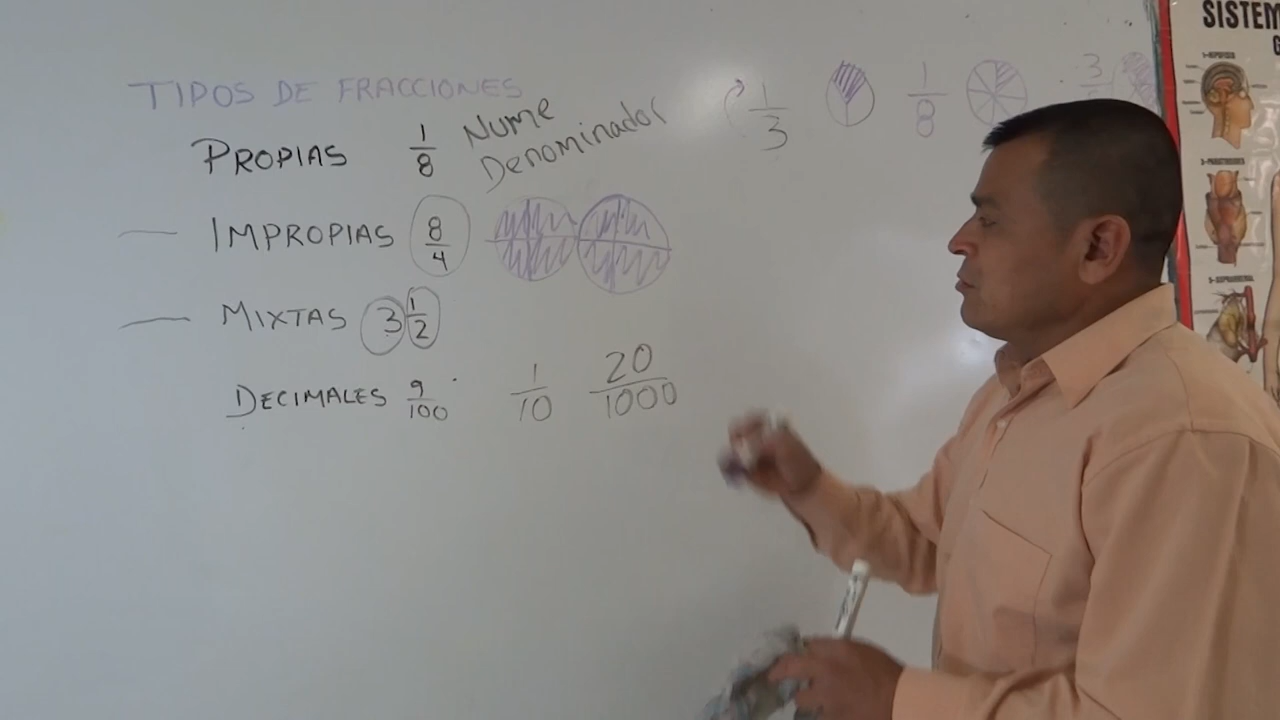 TIPOS DE FRACCIONES
PROPIAS 1/8 Nume
Denominador
1/3 1/8
IMPROPIAS 8/4
MIXTAS 3 1/2
DECIMALES 9/100 1/10 20/1000
SISTEM